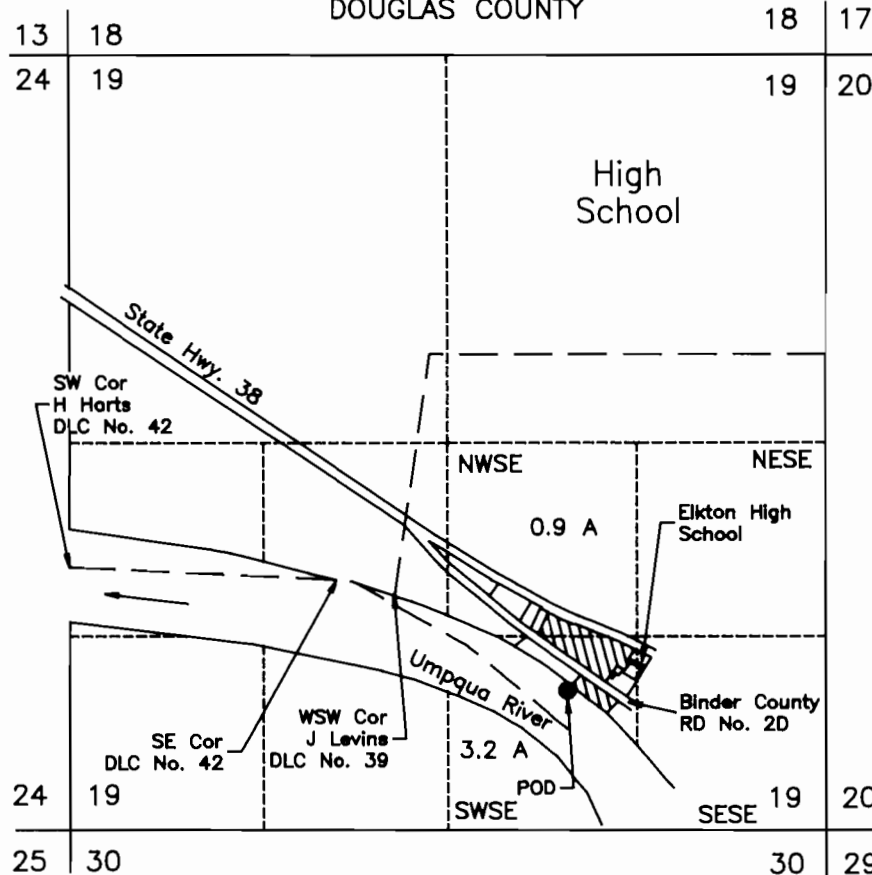 DOUGLAS COUNTY
13 18
18 17
24 19
19 20
High
School
State Hwy. 38
SW Cor
H Harts
DLC No. 42
NWSE
NESE
0.9 A
Elkton High
School
Umpqua River
Binder County
RD No. 2D
WSW Cor
J Levins
DLC No. 39
SE Cor
DLC No. 42
3.2 A
POD
24 19
SWSE
SESE
19 20
25 30
30 29